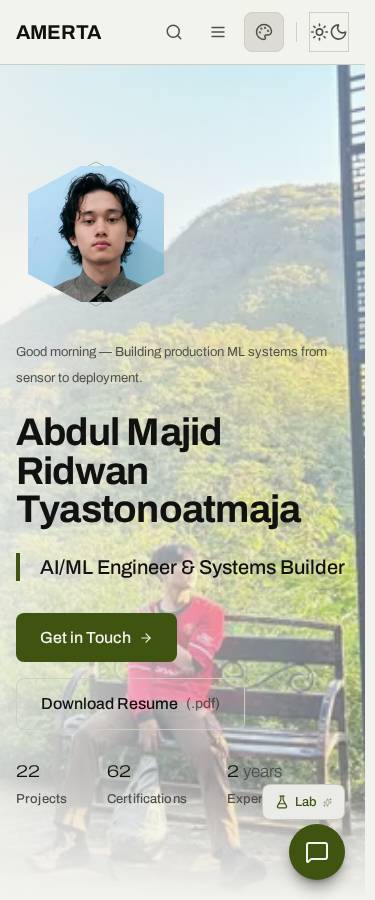 AMERTA
Good morning — Building production ML systems from
sensor to deployment.
Abdul Majid
Ridwan
Tyastonoatmaja
AI/ML Engineer & Systems Builder
Get in Touch →
Download Resume (.pdf)
22 62 2 years
Projects Certifications Exper
Lab